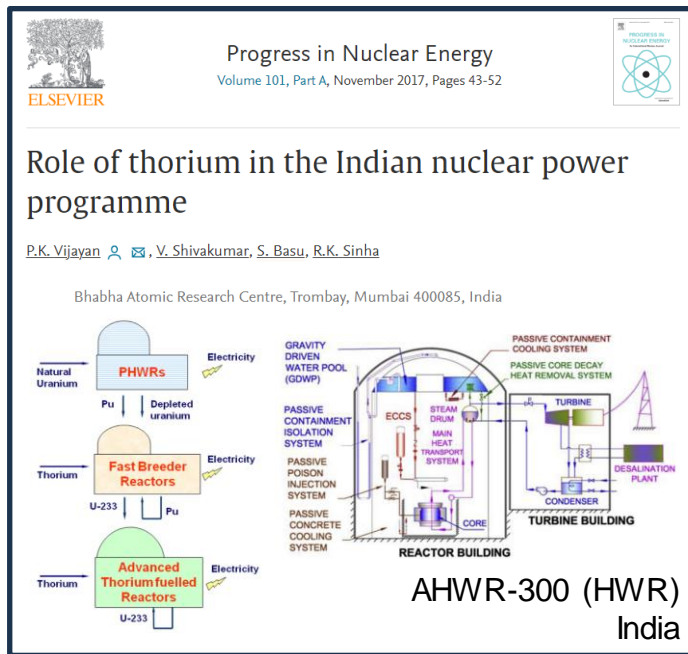 Progress in Nuclear Energy
Volume 101, Part A, November 2017, Pages 43-52
ELSEVIER
PROGRESS IN
NUCLEAR ENERGY
Role of thorium in the Indian nuclear power
programme
P.K. Vijayan, V. Shivakumar, S. Basu, R.K. Sinha
Bhabha Atomic Research Centre, Trombay, Mumbai 400085, India
Natural
Uranium
PHWRs
Electricity
Pu
Depleted
uranium
Thorium
Fast Breeder
Reactors
Electricity
U-233
Pu
Thorium
Advanced
Thorium fuelled
Reactors
Electricity
U-233
GRAVITY
DRIVEN
WATER POOL
(GDWP)
PASSIVE
CONTAINMENT
ISOLATION
SYSTEM
PASSIVE
POISON
INJECTION
SYSTEM
PASSIVE
CONCRETE
COOLING
SYSTEM
PASSIVE CONTAINMENT
COOLING SYSTEM
PASSIVE CORE DECAY
HEAT REMOVAL SYSTEM
ECCS
STEAM
DRUM
MAIN
HEAT
TRANSPORT
SYSTEM
CORE
REACTOR BUILDING
TURBINE
DESALINATION
PLANT
CONDENSER
TURBINE BUILDING
AHWR-300 (HWR)
India